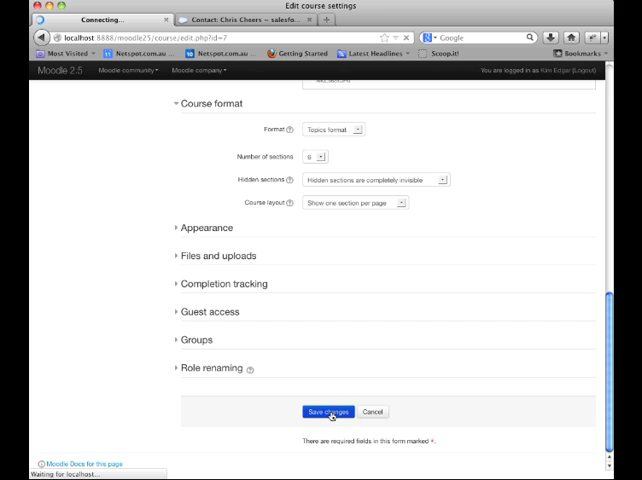 Edit course settings
Connecting...
Contact: Chris Cheers ~ salesfo...
localhost:8888/moodle25/course/edit.php?id=7
Google
Most Visited
Netspot.com.au ...
Netspot.com.au ...
Getting Started
Latest Headlines
Scoop.it!
Bookmarks
Moodle 2.5
Moodle community
Moodle company
You are logged in as Kim Edgar (Logout)
Course format
Format
Topics format
Number of sections
6
Hidden sections
Hidden sections are completely invisible
Course layout
Show one section per page
Appearance
Files and uploads
Completion tracking
Guest access
Groups
Role renaming
Save changes
Cancel
There are required fields in this form marked *.
Moodle Docs for this page
Waiting for localhost...